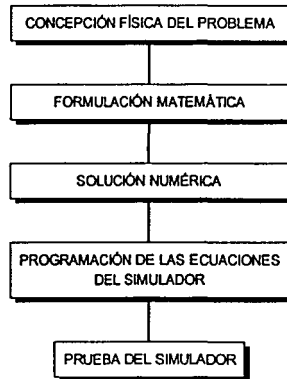 CONCEPCIÓN FÍSICA DEL PROBLEMA
FORMULACIÓN MATEMÁTICA
SOLUCIÓN NUMÉRICA
PROGRAMACIÓN DE LAS ECUACIONES
DEL SIMULADOR
PRUEBA DEL SIMULADOR